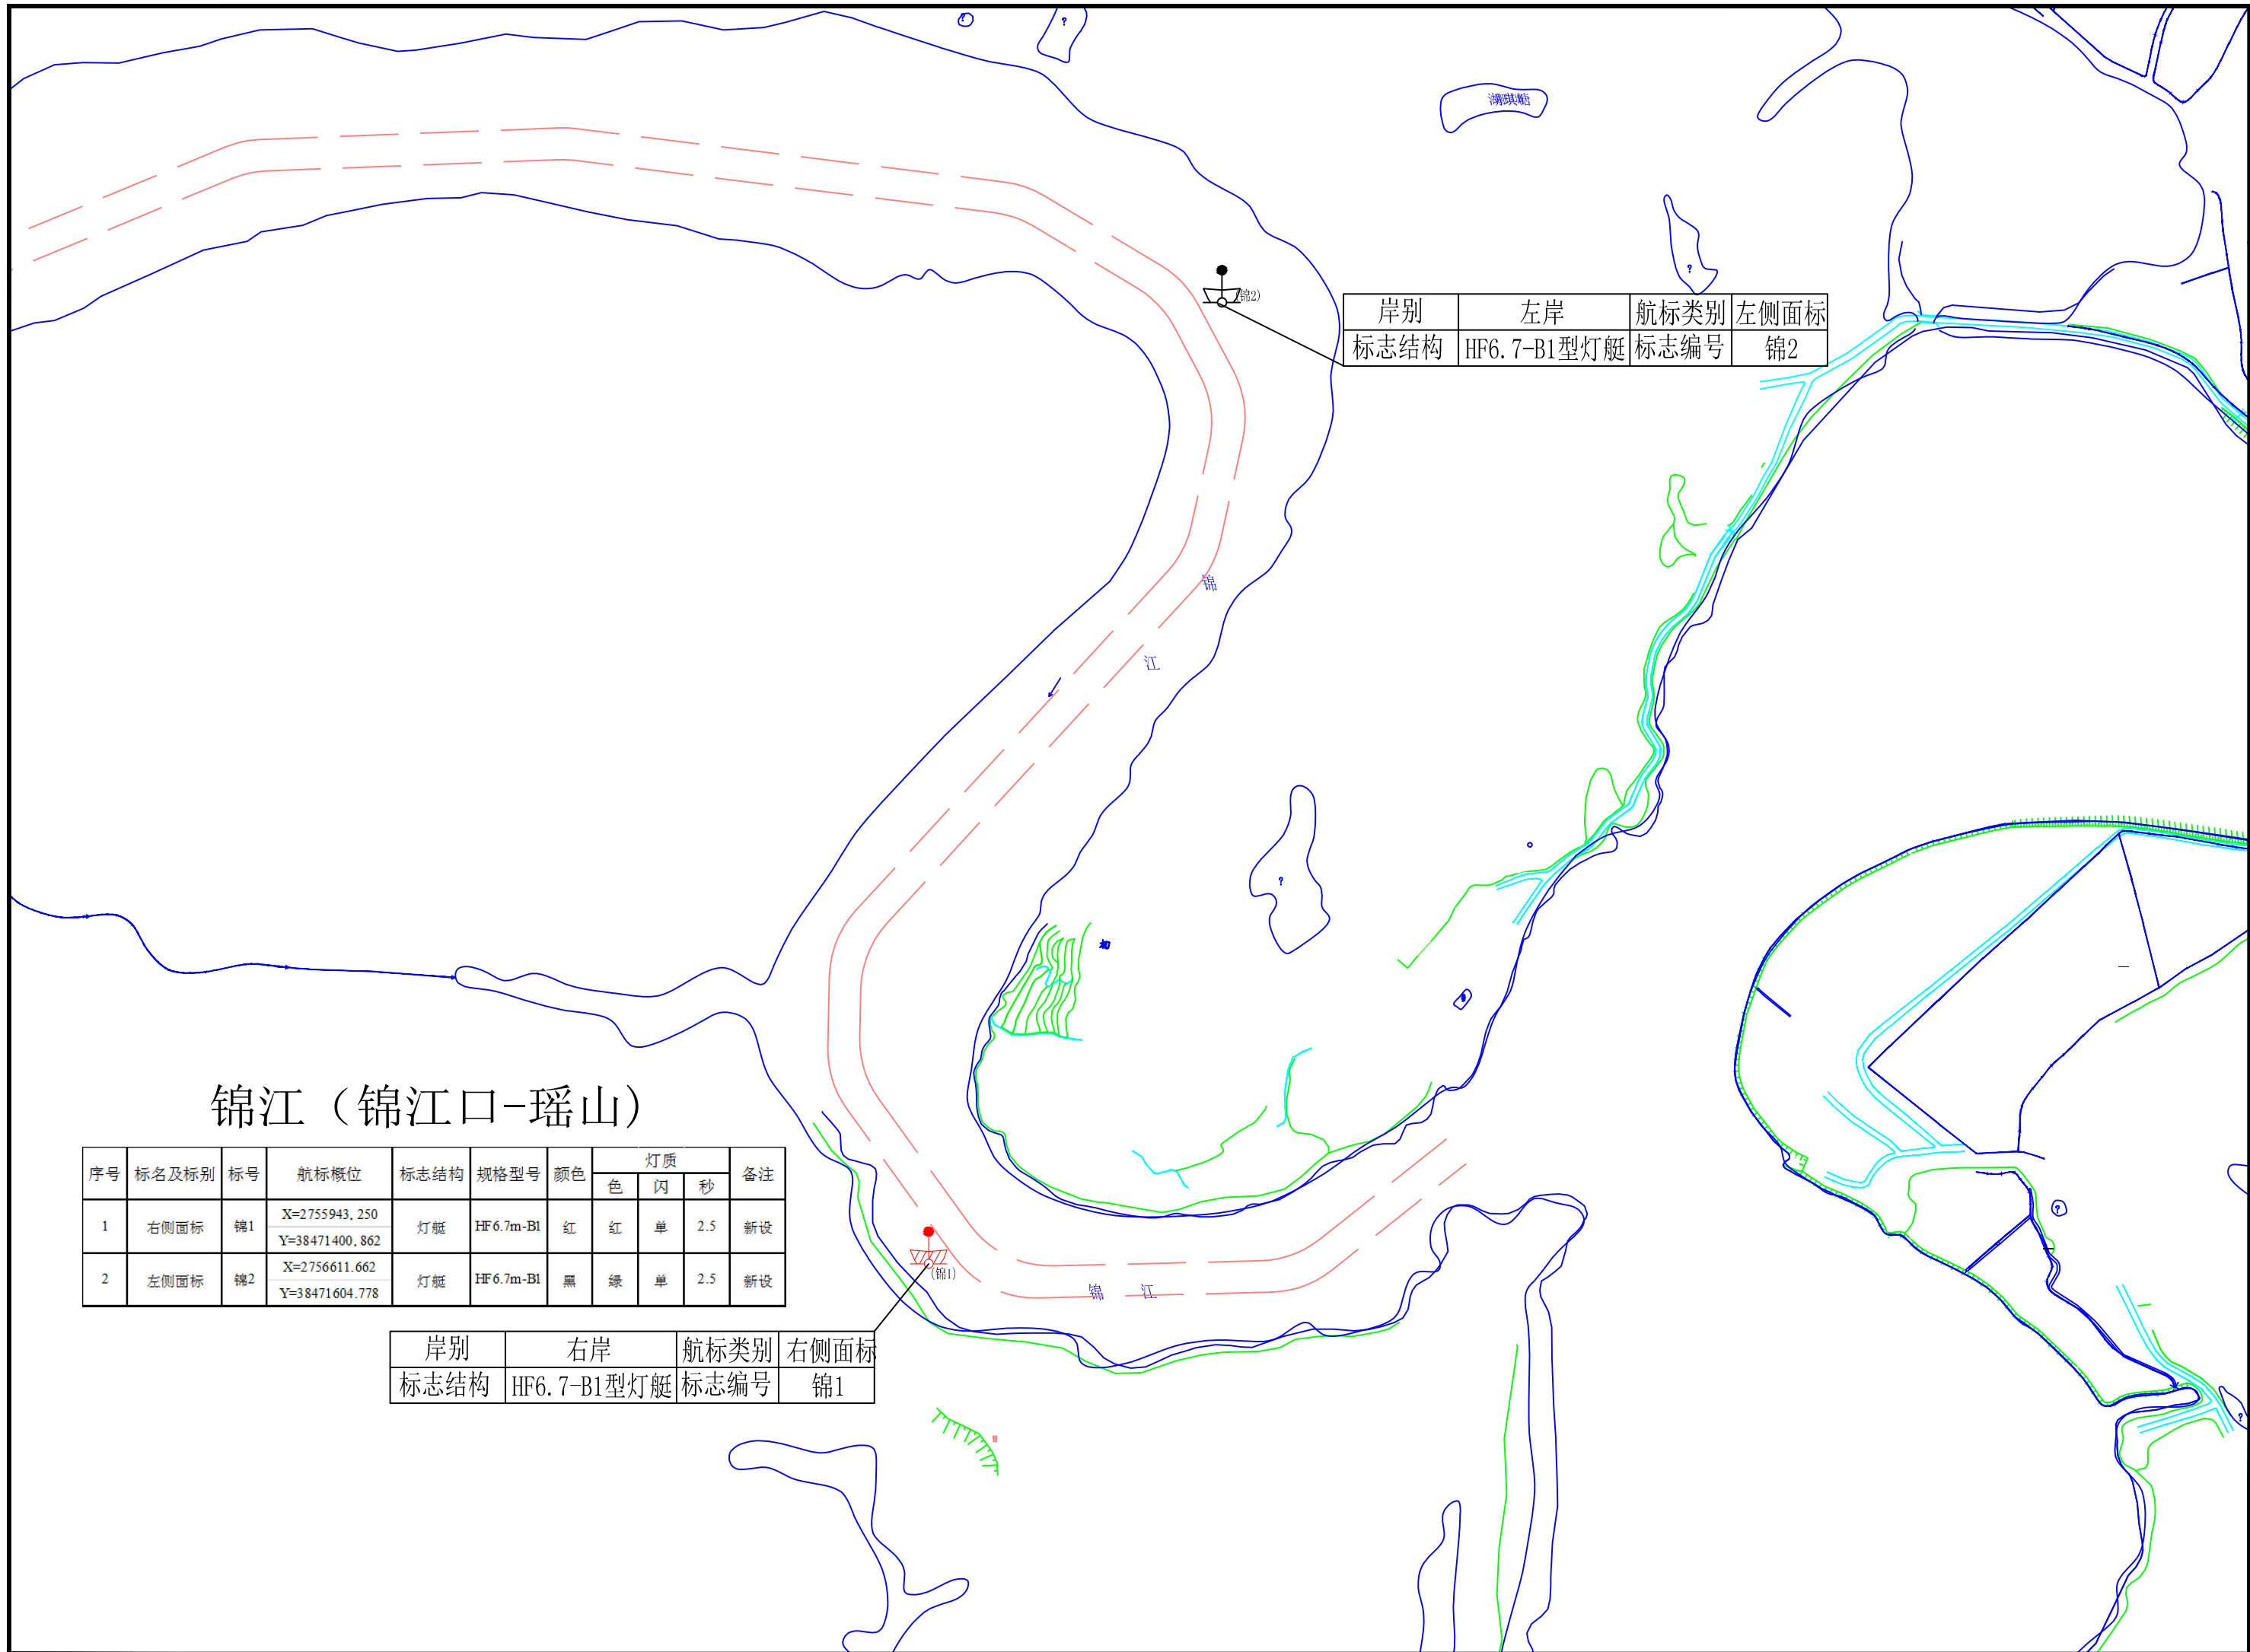 ?
?
湖琪塘
?
(锦2)
岸别 左岸 航标类别 左侧面标
标志结构 HF6.7-B1型灯艇 标志编号 锦2
锦
江
?
锦江（锦江口-瑶山）
序号 标名及标别 标号 航标概位 标志结构 规格型号 颜色 灯质 备注
色 闪 秒
1 右侧面标 锦1 X=2755943,250 Y=38471400,862 灯艇 HF6.7m-B1 红 红 单 2.5 新设
2 左侧面标 锦2 X=2756611.662 Y=38471604.778 灯艇 HF6.7m-B1 黑 绿 单 2.5 新设
?
(锦1)
锦 江
岸别 右岸 航标类别 右侧面标
标志结构 HF6.7-B1型灯艇 标志编号 锦1
?